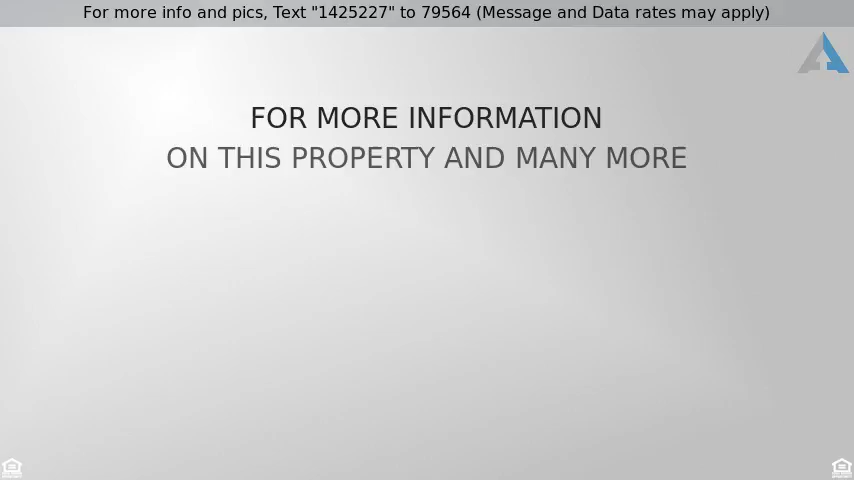 For more info and pics, Text "1425227" to 79564 (Message and Data rates may apply)
FOR MORE INFORMATION
ON THIS PROPERTY AND MANY MORE